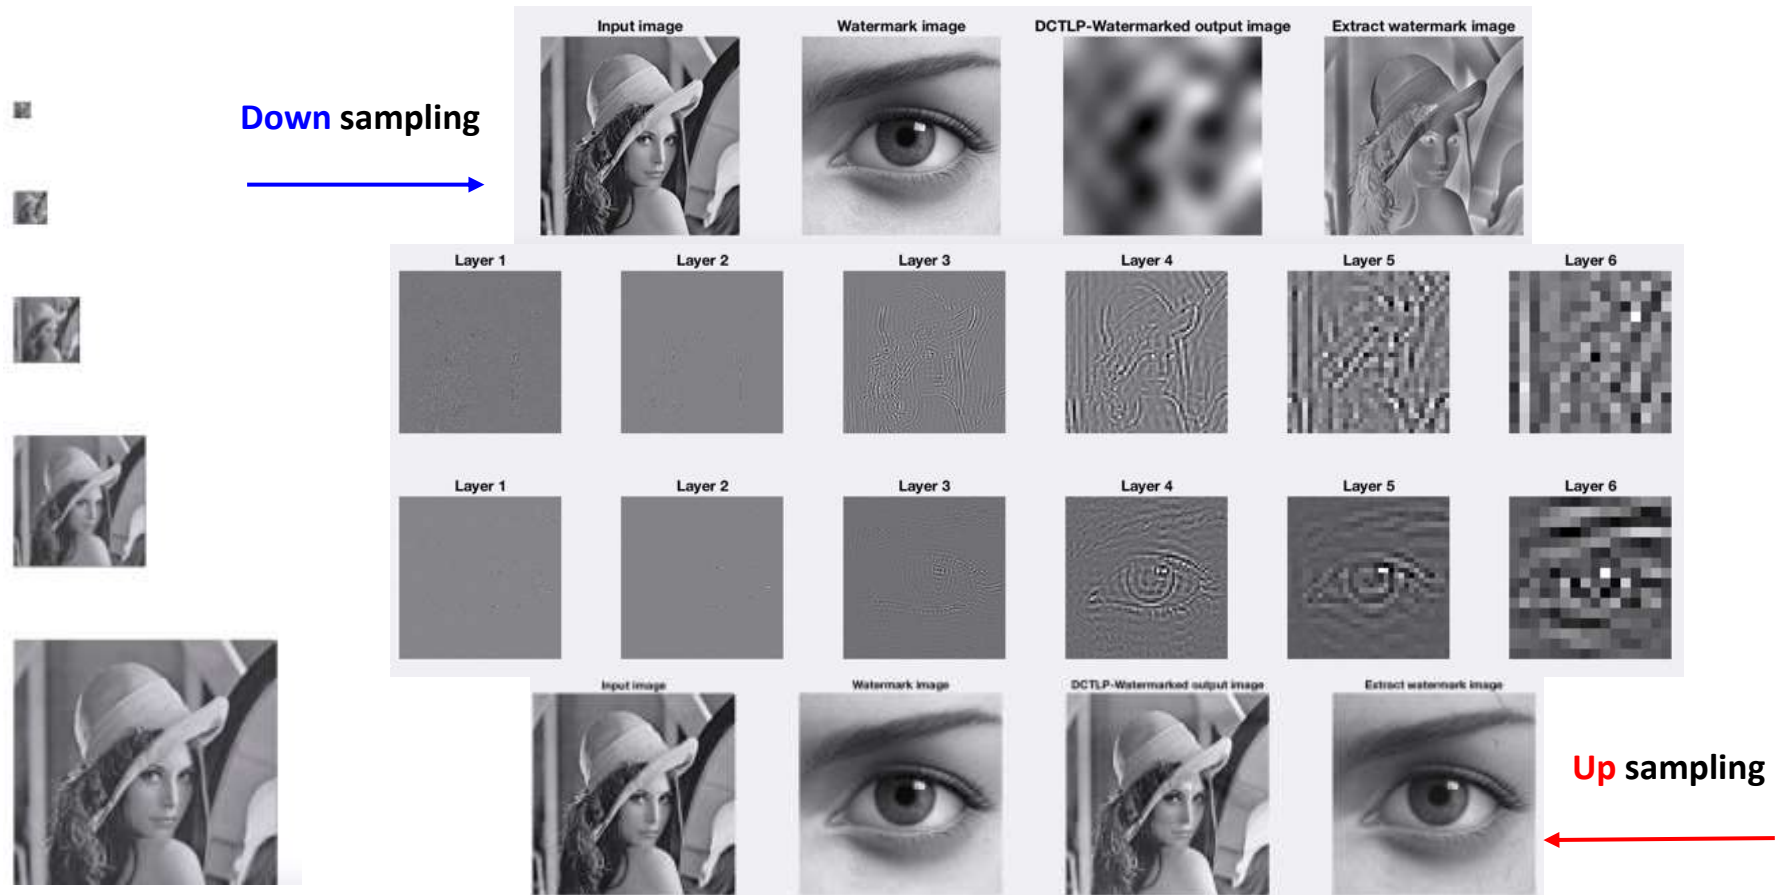 Input image Watermark image DCTLP-Watermarked output image Extract watermark image
Down sampling
Layer 1 Layer 2 Layer 3 Layer 4 Layer 5 Layer 6
Layer 1 Layer 2 Layer 3 Layer 4 Layer 5 Layer 6
Input image Watermark image DCTLP-Watermarked output image Extract watermark image
Up sampling